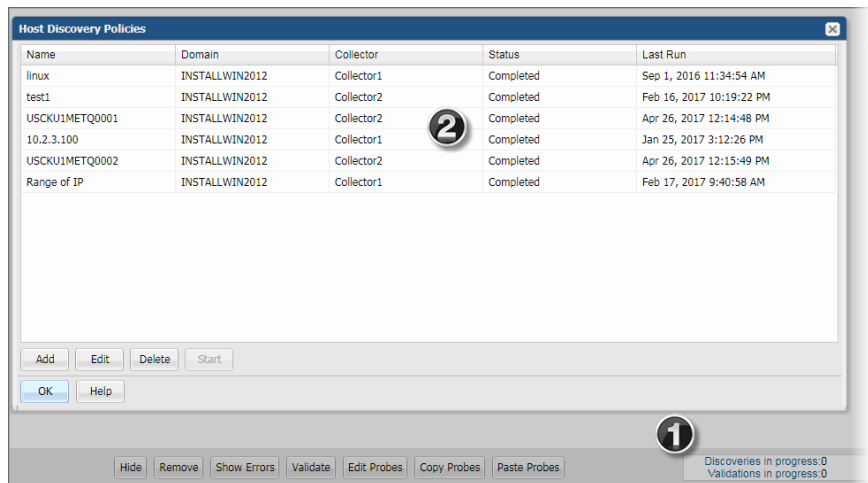 Host Discovery Policies
Name Domain Collector Status Last Run
linux INSTALLWIN2012 Collector1 Completed Sep 1, 2016 11:34:54 AM
test1 INSTALLWIN2012 Collector2 Completed Feb 16, 2017 10:19:22 PM
USCKU1METQ0001 INSTALLWIN2012 Collector2 Completed Apr 26, 2017 12:14:48 PM
10.2.3.100 INSTALLWIN2012 Collector1 Completed Jan 25, 2017 3:12:26 PM
USCKU1METQ0002 INSTALLWIN2012 Collector2 Completed Apr 26, 2017 12:15:49 PM
Range of IP INSTALLWIN2012 Collector1 Completed Feb 17, 2017 9:40:58 AM
2
Add Edit Delete Start
OK Help
1
Hide Remove Show Errors Validate Edit Probes Copy Probes Paste Probes
Discoveries in progress:0
Validations in progress:0